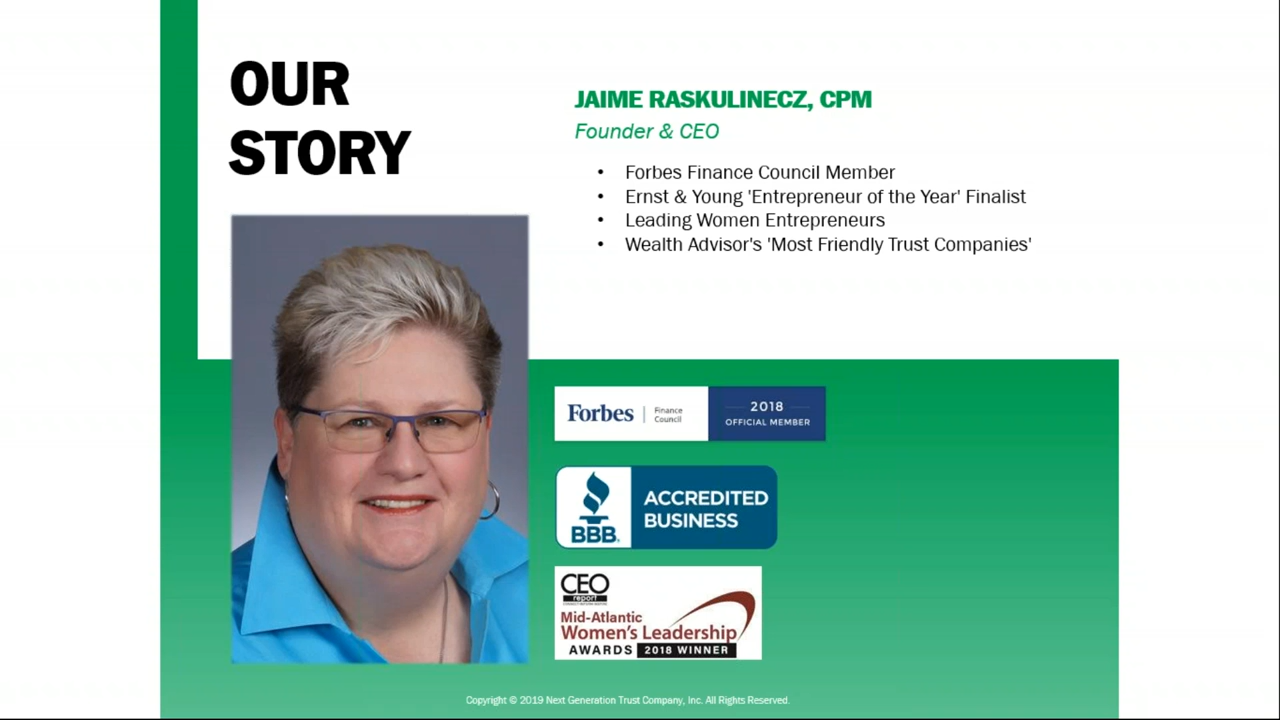 OUR
STORY
JAIME RASKULINECZ, CPM
Founder & CEO
• Forbes Finance Council Member
• Ernst & Young 'Entrepreneur of the Year' Finalist
• Leading Women Entrepreneurs
• Wealth Advisor's 'Most Friendly Trust Companies'
Forbes | Finance
Council
2018
OFFICIAL MEMBER
BBB.
ACCREDITED
BUSINESS
CEO
report
Mid-Atlantic
Women's Leadership
AWARDS 2018 WINNER
Copyright © 2019 Next Generation Trust Company, Inc. All Rights Reserved.